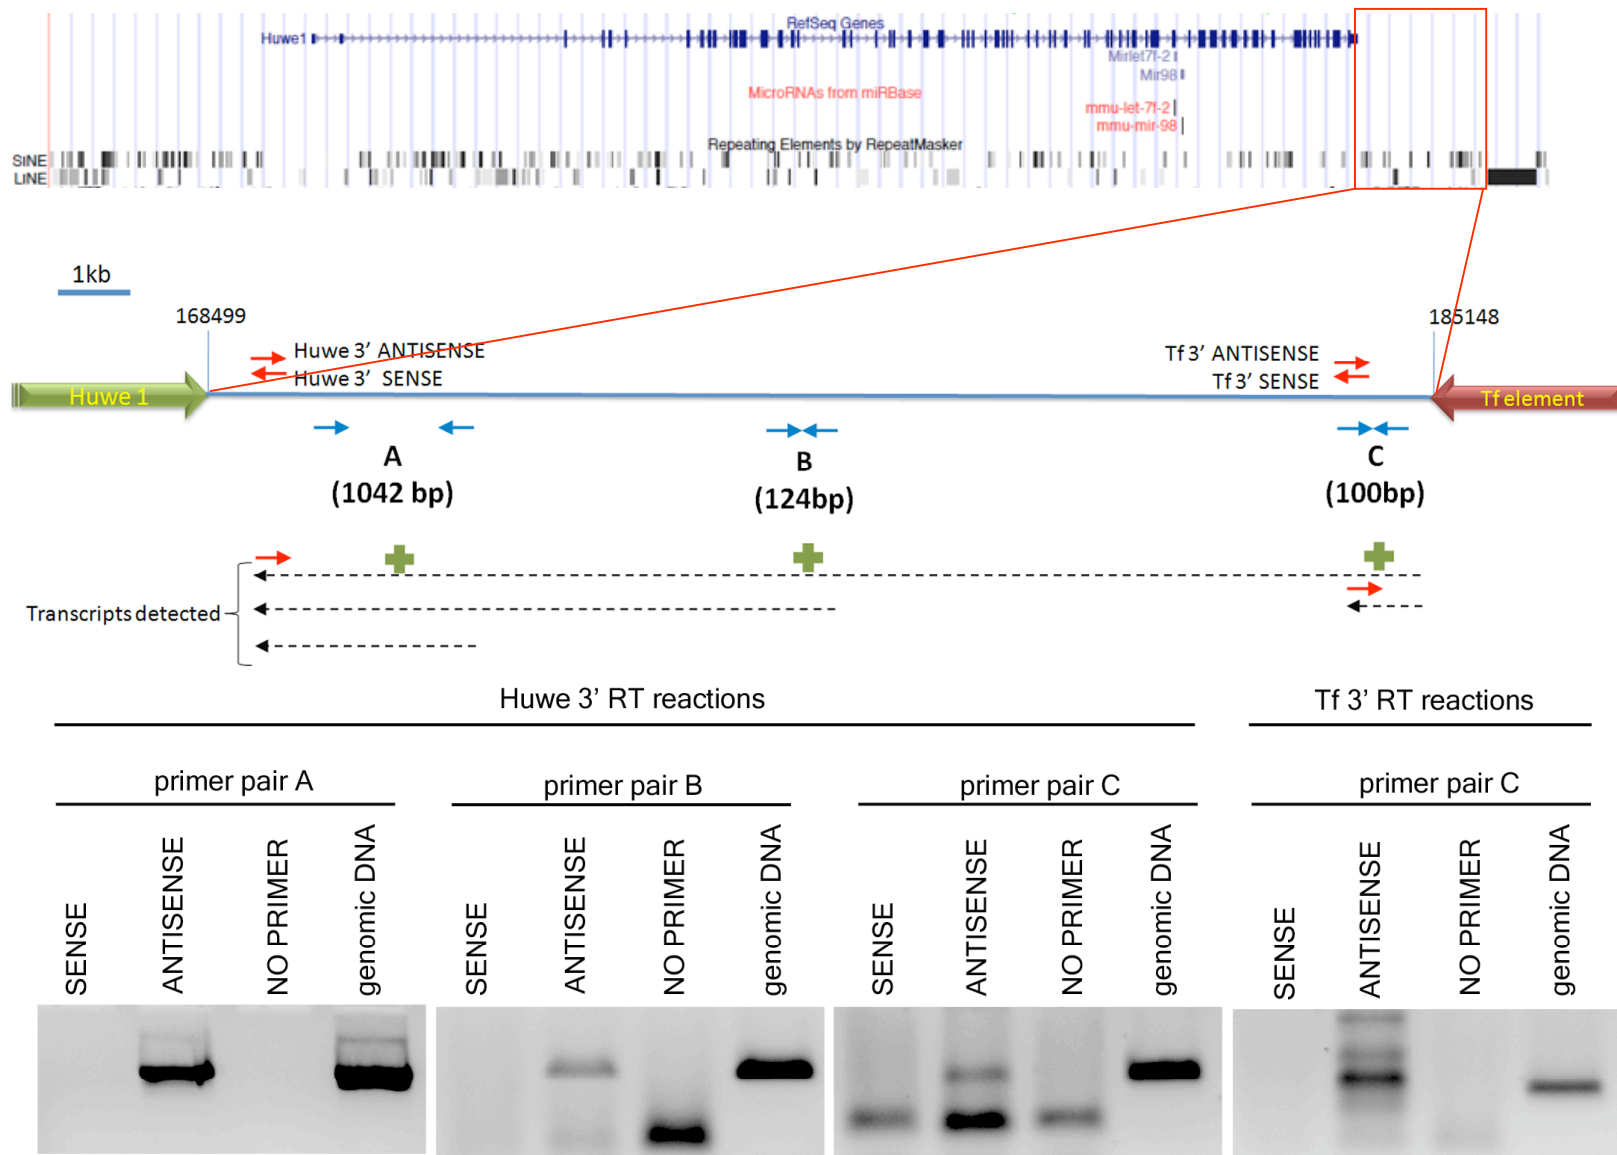 RefSeq Genes
Huwe1
Mirlet7f-2
Mir98
MicroRNAs from miRBase
mmu-let-7f-2
mmu-mir-98
Repeating Elements by RepeatMasker
SINE
LINE
1kb
168499
185148
Huwe 3’ ANTISENSE
Huwe 3’ SENSE
Tf 3’ ANTISENSE
Tf 3’ SENSE
Huwe 1
Tf element
A
(1042 bp)
B
(124bp)
C
(100bp)
Transcripts detected
Huwe 3’ RT reactions
Tf 3’ RT reactions
primer pair A
primer pair B
primer pair C
primer pair C
SENSE
ANTISENSE
NO PRIMER
genomic DNA
SENSE
ANTISENSE
NO PRIMER
genomic DNA
SENSE
ANTISENSE
NO PRIMER
genomic DNA
SENSE
ANTISENSE
NO PRIMER
genomic DNA